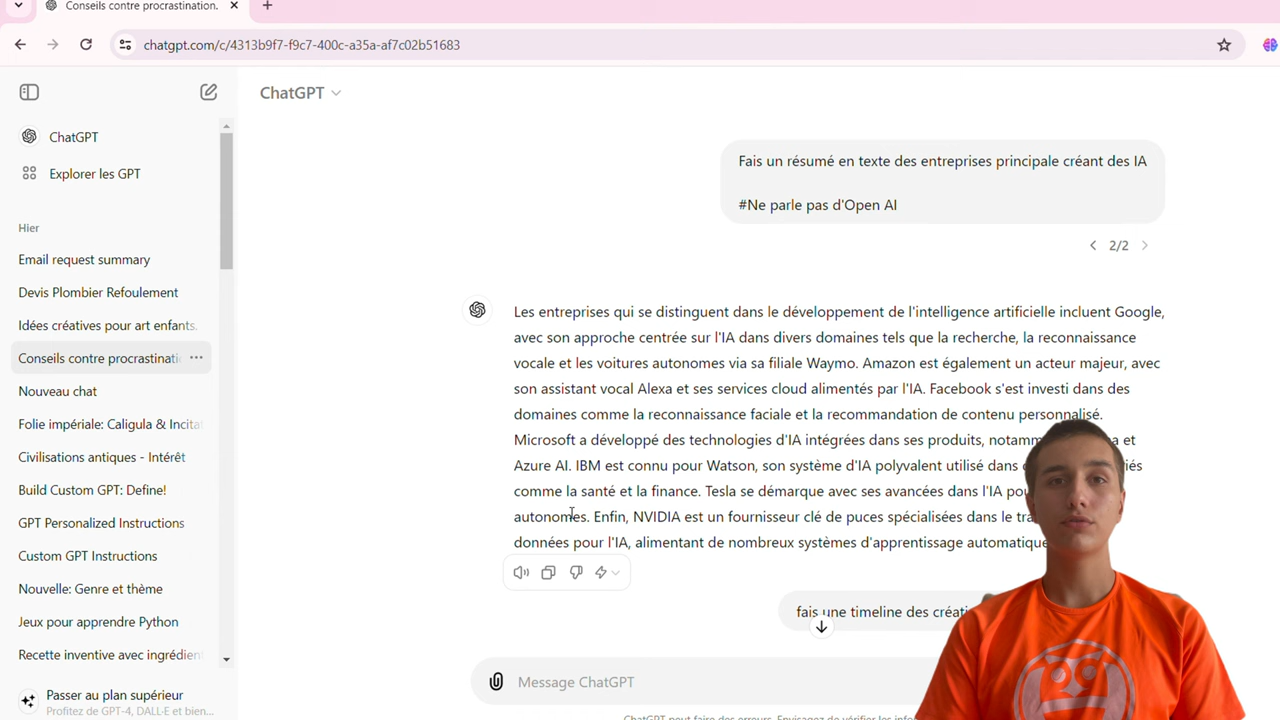 Conseils contre procrastination.
chatgpt.com/c/4313b9f7-f9c7-400c-a35a-af7c02b51683
ChatGPT
ChatGPT
Explorer les GPT
Hier
Email request summary
Devis Plombier Refoulement
Idées créatives pour art enfants.
Conseils contre procrastinati
Nouveau chat
Folie impériale: Caligula & Incita
Civilisations antiques - Intérêt
Build Custom GPT: Define!
GPT Personalized Instructions
Custom GPT Instructions
Nouvelle: Genre et thème
Jeux pour apprendre Python
Recette inventive avec ingrédien
Passer au plan supérieur
Profitez de GPT-4, DALL·E et bien...
Fais un résumé en texte des entreprises principale créant des IA
#Ne parle pas d'Open AI
2/2
Les entreprises qui se distinguent dans le développement de l'intelligence artificielle incluent Google,
avec son approche centrée sur l'IA dans divers domaines tels que la recherche, la reconnaissance
vocale et les voitures autonomes via sa filiale Waymo. Amazon est également un acteur majeur, avec
son assistant vocal Alexa et ses services cloud alimentés par l'IA. Facebook s'est investi dans des
domaines comme la reconnaissance faciale et la recommandation de contenu personnalisé.
Microsoft a développé des technologies d'IA intégrées dans ses produits, et
Azure AI. IBM est connu pour Watson, son système d'IA polyvalent utilisé dans
comme la santé et la finance. Tesla se démarque avec ses avancées dans l'IA
autonomes. Enfin, NVIDIA est un fournisseur clé de puces spécialisées dans le
données pour l'IA, alimentant de nombreux systèmes d'apprentissage automatique
fais une timeline des
Message ChatGPT
ChatGPT peut faire des erreurs. Envisagez de vérifier les